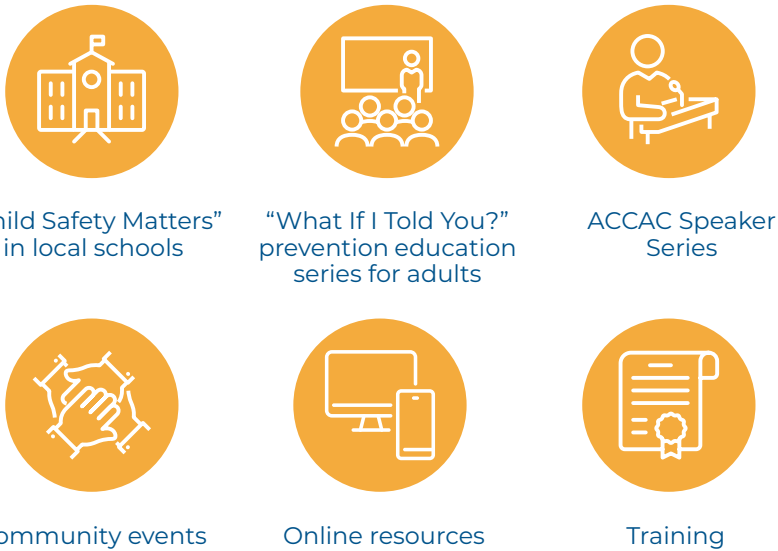 hild Safety Matters”
in local schools
“What If I Told You?”
prevention education
series for adults
ACCAC Speaker
Series
ommunity events
Online resources
Training